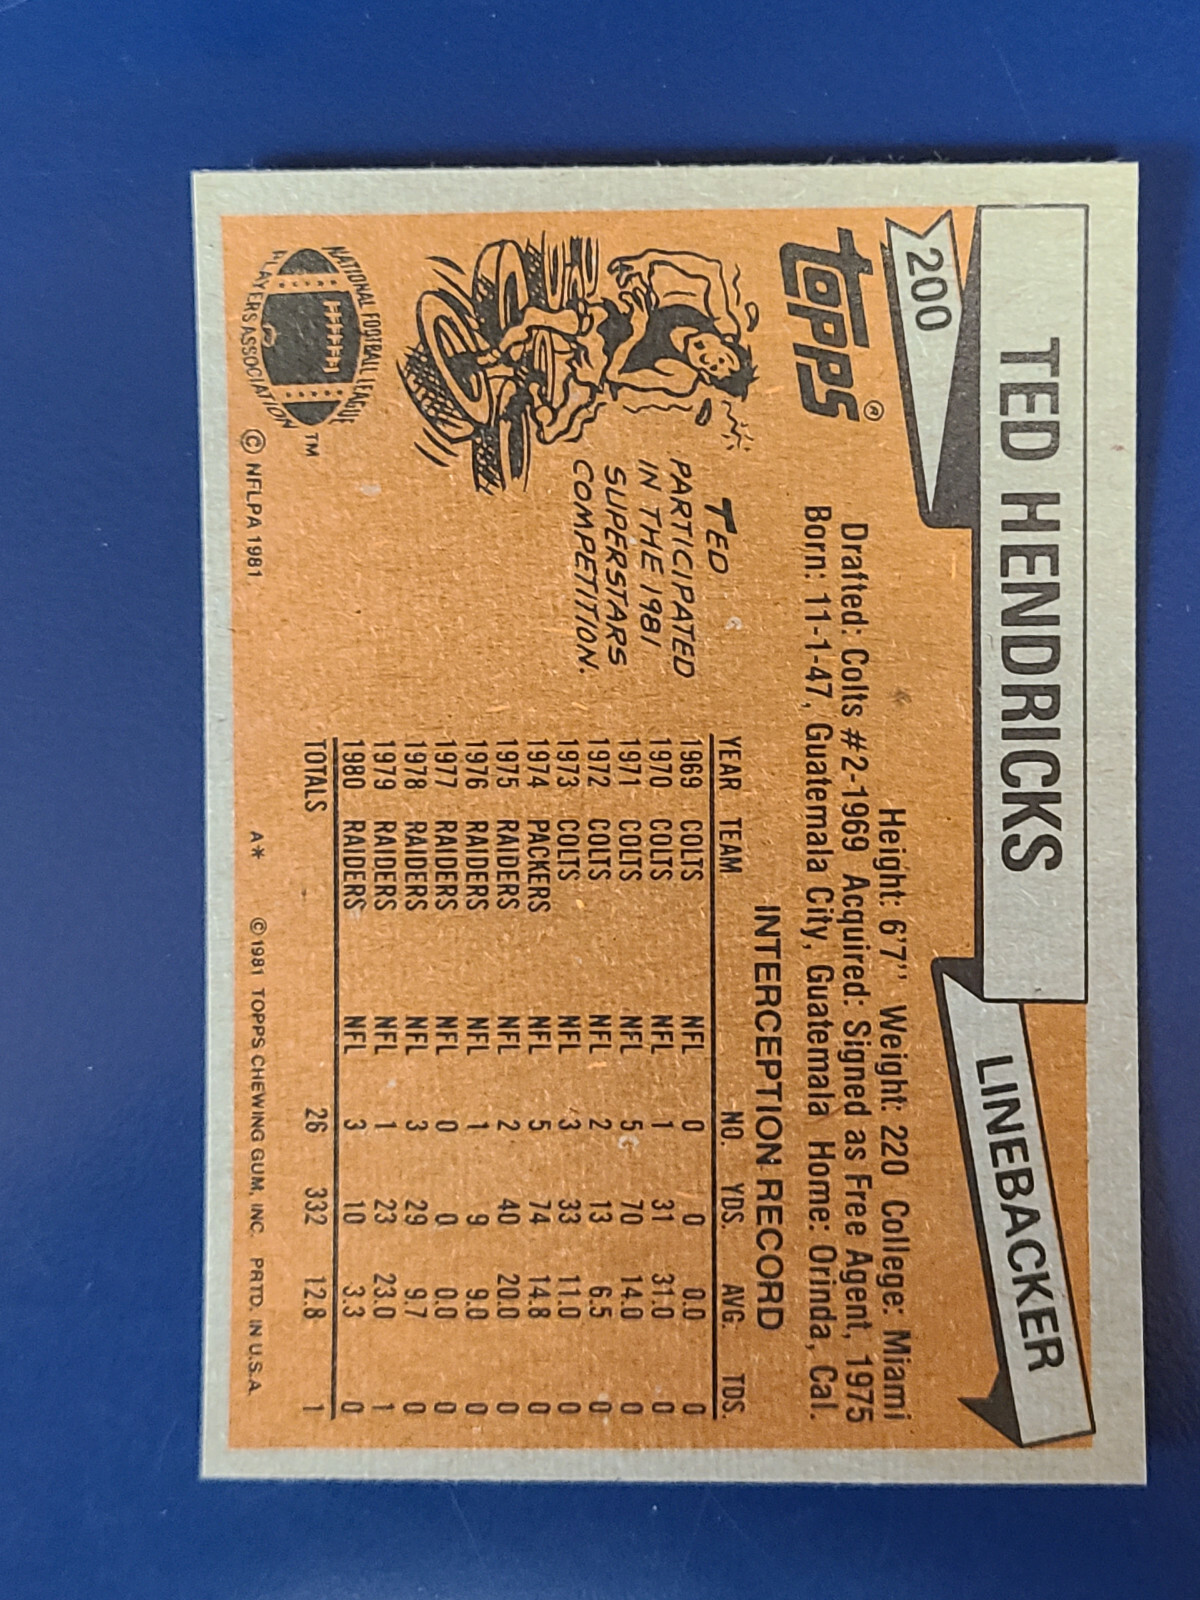 200
TED HENDRICKS
LINEBACKER
topps®
Height: 6'7" Weight: 220 College: Miami
Drafted: Colts #2-1969 Acquired: Signed as Free Agent, 1975
Born: 11-1-47, Guatemala City, Guatemala Home: Orinda, Cal.
TED
PARTICIPATED
IN THE 1981
SUPERSTARS
COMPETITION.
INTERCEPTION RECORD
YEAR TEAM NO. YDS. AVG. TDS.
1969 COLTS NFL 0 0 0.0 0
1970 COLTS NFL 1 31 31.0 0
1971 COLTS NFL 5 70 14.0 0
1972 COLTS NFL 2 13 6.5 0
1973 COLTS NFL 3 33 11.0 0
1974 PACKERS NFL 5 74 14.8 0
1975 RAIDERS NFL 2 40 20.0 0
1976 RAIDERS NFL 1 9 9.0 0
1977 RAIDERS NFL 0 0 0.0 0
1978 RAIDERS NFL 3 29 9.7 0
1979 RAIDERS NFL 1 23 23.0 1
1980 RAIDERS NFL 3 10 3.3 0
TOTALS 26 332 12.8 1
NATIONAL FOOTBALL LEAGUE
PLAYERS ASSOCIATION
TM
© NFLPA 1981
A* ©1981 TOPPS CHEWING GUM, INC. PRTD. IN U.S.A.